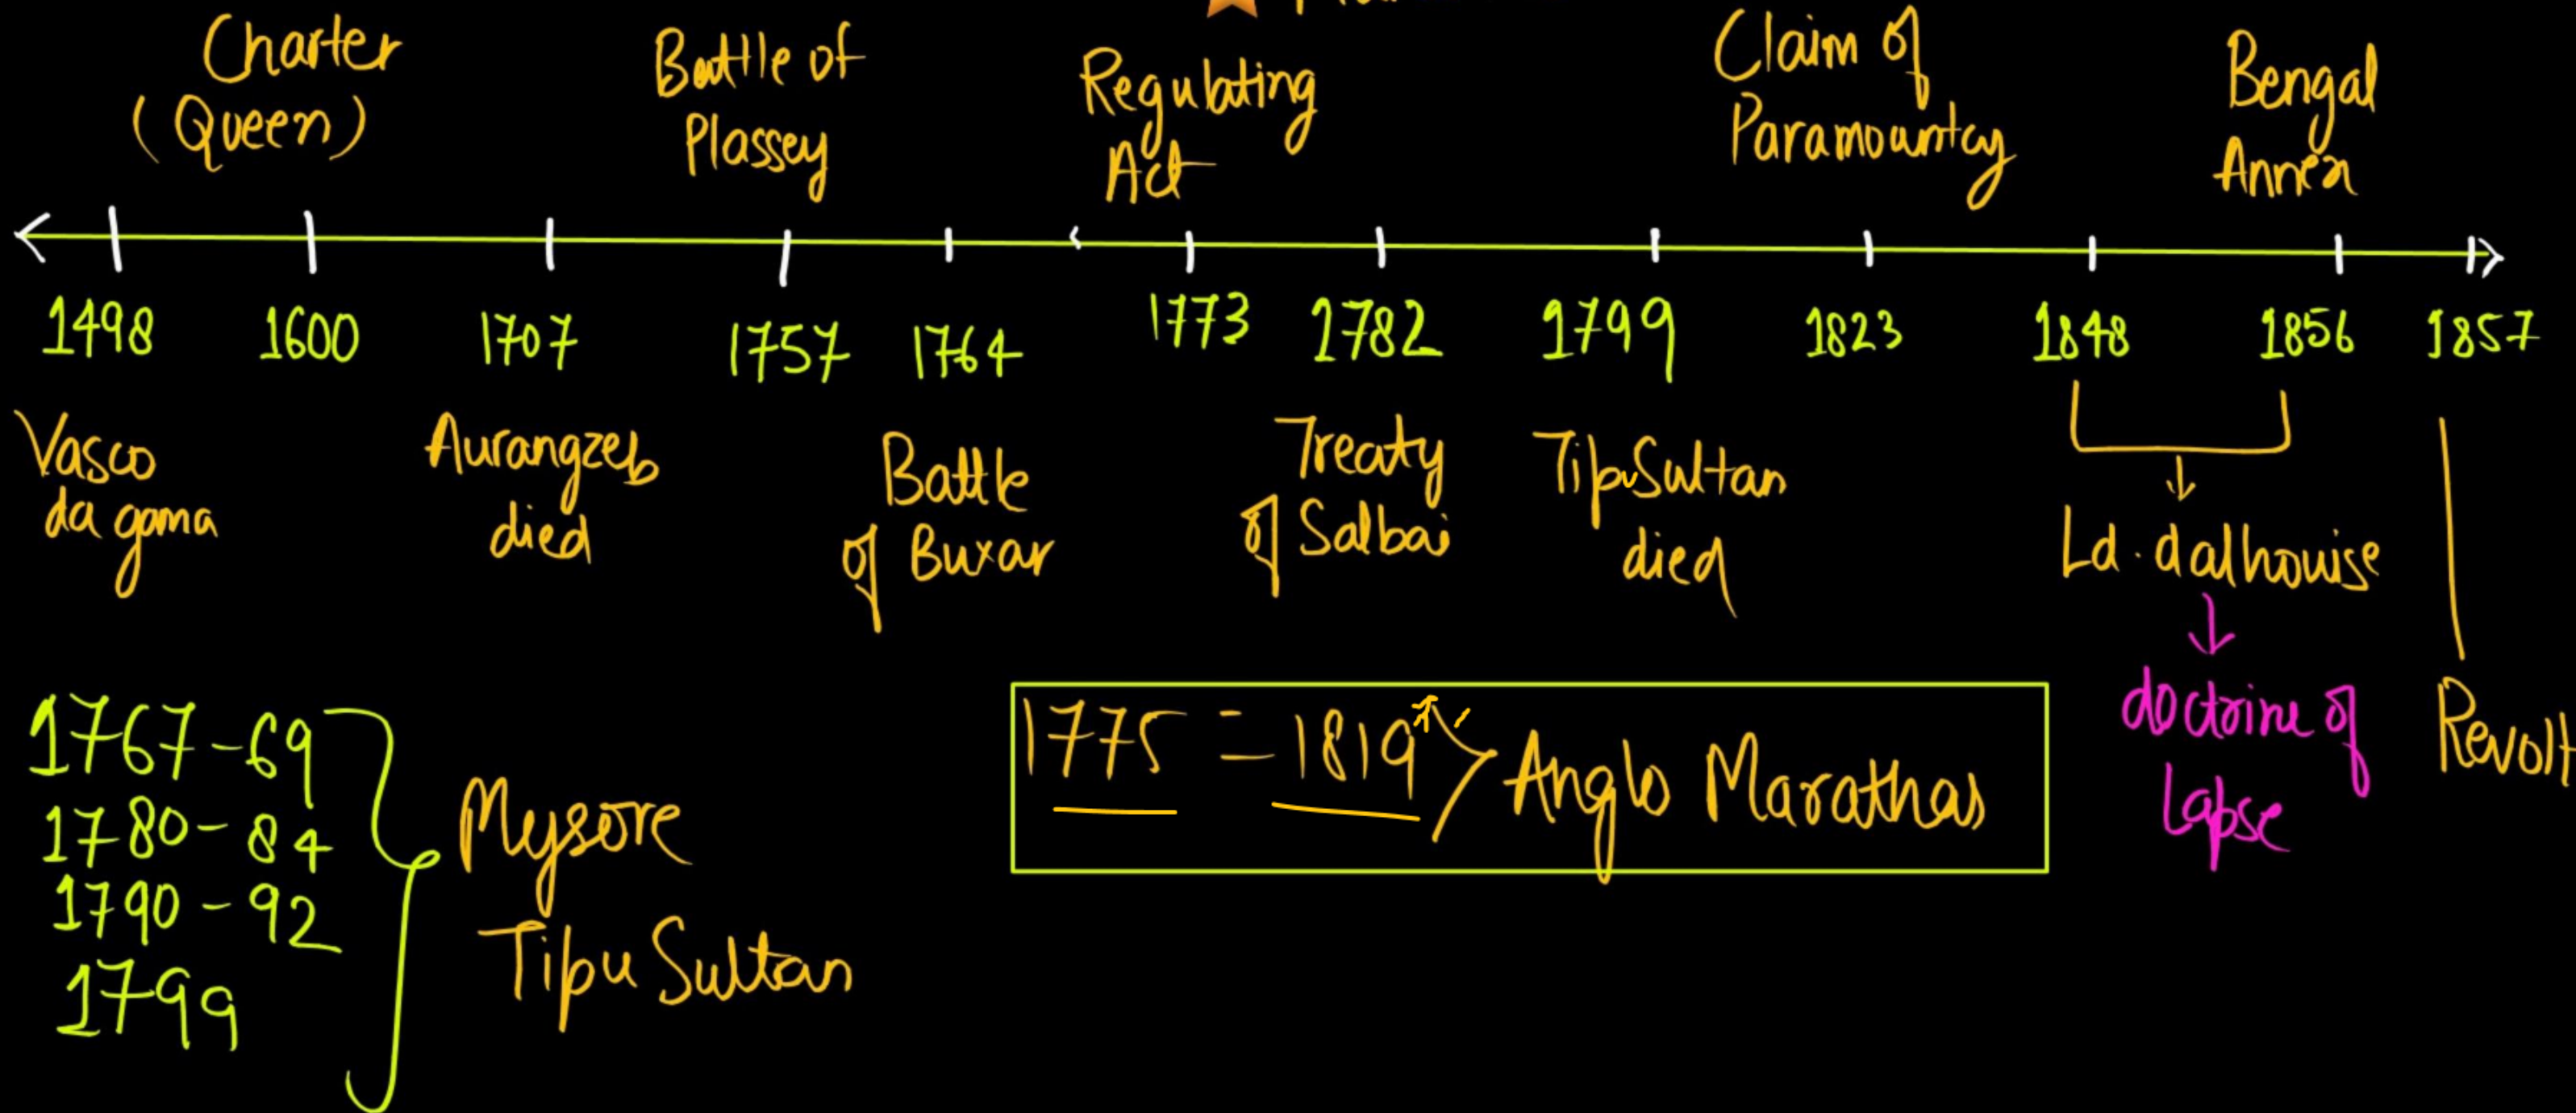 Charter
(Queen)
Battle of
Plassey
Regulating
Act
Claim of
Paramountcy
Bengal
Annex
1498 1600 1707 1757 1764 1773 1782 1799 1823 1848 1856 1857
Vasco
da gama
Aurangzeb
died
Battle
of Buxar
Treaty
of Salbai
Tipu Sultan
died
Ld. dalhouise
doctrine of
Lapse
Revolt
1767-69
1780-84
1790-92
1799
Mysore
Tipu Sultan
1775 = 1819 Anglo Marathas